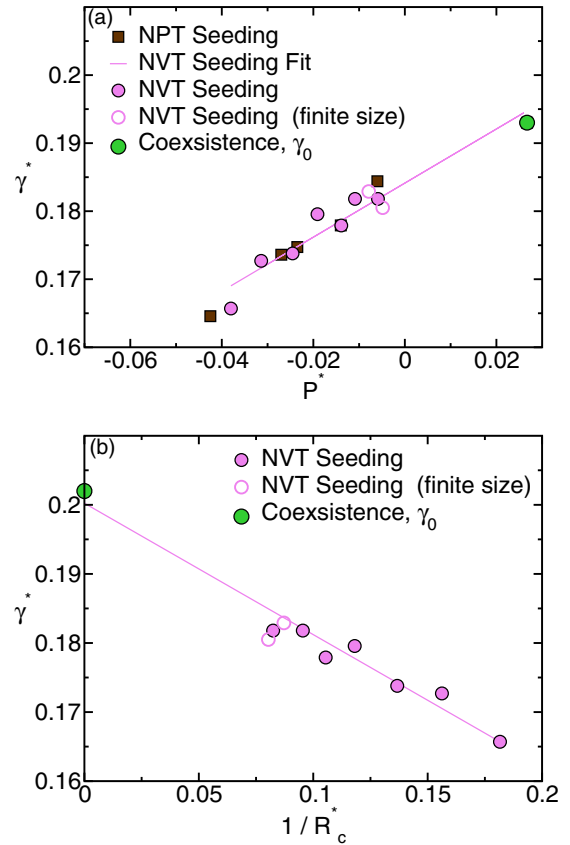 (a)
NPT Seeding
NVT Seeding Fit
NVT Seeding
NVT Seeding (finite size)
Coexsistence, γ0
0.2
0.19
0.18
0.17
0.16
γ*
-0.06 -0.04 -0.02 0 0.02
P*
(b)
NVT Seeding
NVT Seeding (finite size)
Coexsistence, γ0
0.2
0.19
0.18
0.17
0.16
γ*
0 0.05 0.1 0.15 0.2
1 / R*c